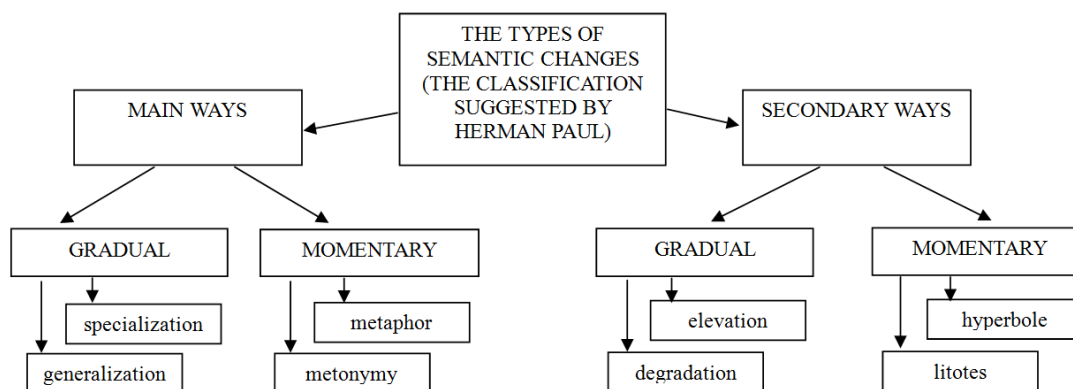 THE TYPES OF
SEMANTIC CHANGES
(THE CLASSIFICATION
SUGGESTED BY
HERMAN PAUL)
MAIN WAYS
SECONDARY WAYS
GRADUAL
MOMENTARY
GRADUAL
MOMENTARY
specialization
metaphor
elevation
hyperbole
generalization
metonymy
degradation
litotes